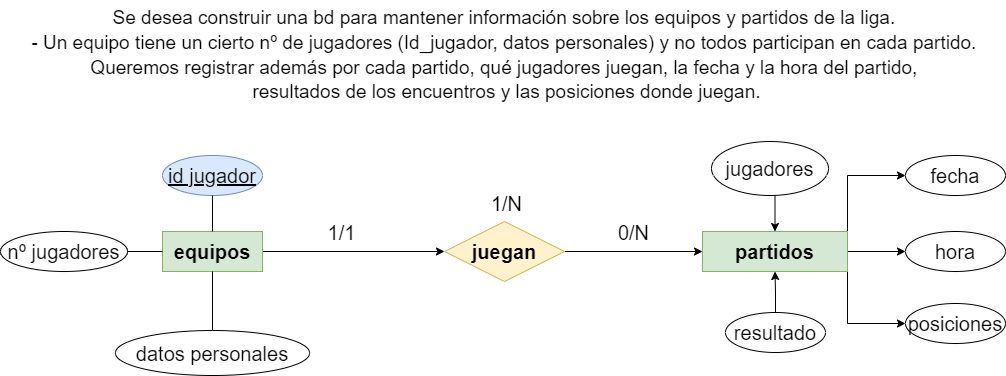 Se desea construir una bd para mantener información sobre los equipos y partidos de la liga.
- Un equipo tiene un cierto nº de jugadores (Id_jugador, datos personales) y no todos participan en cada partido.
Queremos registrar además por cada partido, qué jugadores juegan, la fecha y la hora del partido,
resultados de los encuentros y las posiciones donde juegan.
id jugador
jugadores
fecha
1/N
nº jugadores
equipos
1/1
juegan
0/N
partidos
hora
posiciones
resultado
datos personales